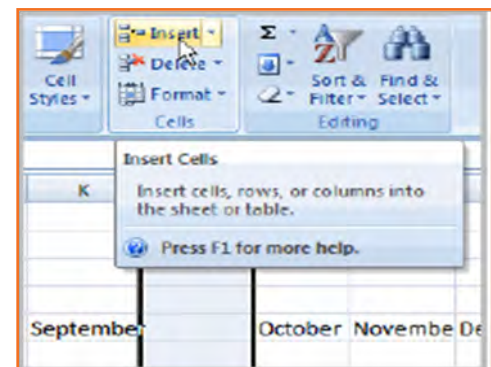 Insert
Delete
Format
Cells
Cell
Styles
Σ
Sort & Filter
Find & Select
Editing
Insert Cells
Insert cells, rows, or columns into
the sheet or table.
Press F1 for more help.
K
September
October Novembe De